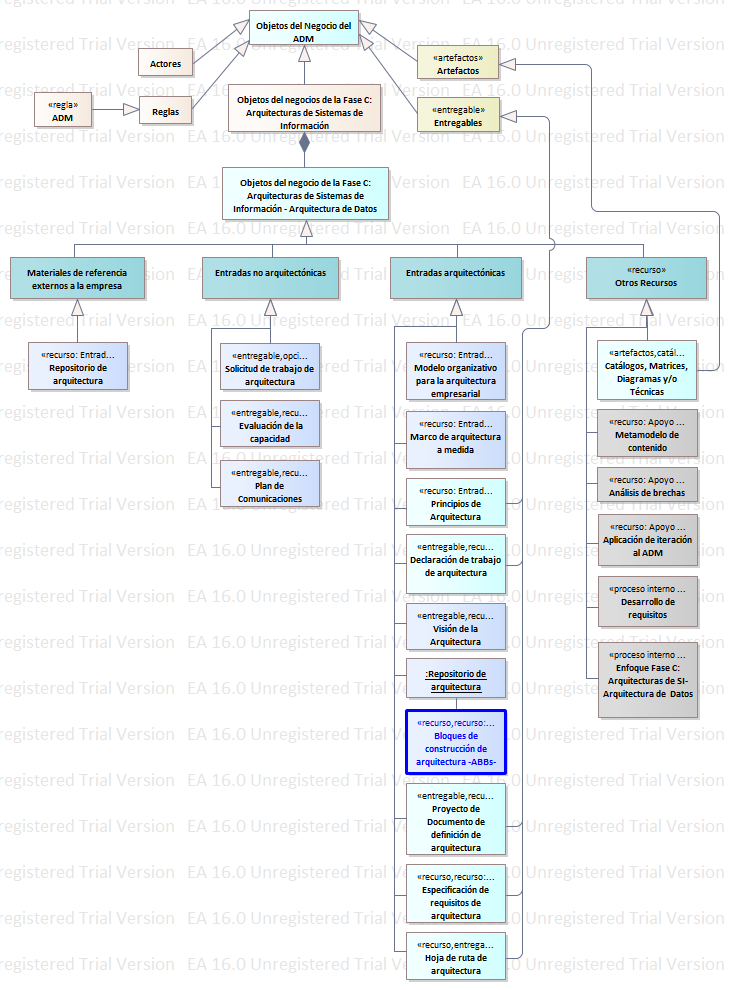 Objetos del Negocio del
ADM
Actores
«artefactos»
Artefactos
«regla»
ADM
Reglas
Objetos del negocios de la Fase C:
Arquitecturas de Sistemas de
Información
«entregable»
Entregables
Objetos del negocio de la Fase C:
Arquitecturas de Sistemas de
Información - Arquitectura de Datos
Materiales de referencia
externos a la empresa
Entradas no arquitectónicas
Entradas arquitectónicas
«recurso»
Otros Recursos
«recurso: Entrad...
Repositorio de
arquitectura
«entregable,opci...
Solicitud de trabajo de
arquitectura
«entregable,recu...
Evaluación de la
capacidad
«entregable,recu...
Plan de
Comunicaciones
«recurso: Entrad...
Modelo organizativo
para la arquitectura
empresarial
«recurso: Entrad...
Marco de arquitectura
a medida
«recurso: Entrad...
Principios de
Arquitectura
«entregable,recu...
Declaración de trabajo
de arquitectura
«entregable,recu...
Visión de la
Arquitectura
:Repositorio de
arquitectura
«recurso,recurso:...
Bloques de
construcción de
arquitectura -ABBs-
«entregable,recu...
Proyecto de
Documento de
definición de
arquitectura
«recurso,recurso:...
Especificación de
requisitos de
arquitectura
«recurso,entrega...
Hoja de ruta de
arquitectura
«artefactos,catál...
Catálogos, Matrices,
Diagramas y/o
Técnicas
«recurso: Apoyo ...
Metamodelo de
contenido
«recurso: Apoyo ...
Análisis de brechas
«recurso: Apoyo ...
Aplicación de iteración
al ADM
«proceso interno ...
Desarrollo de
requisitos
«proceso interno ...
Enfoque Fase C:
Arquitecturas de SI-
Arquitectura de Datos
EA 16.0 Unregistered Trial Version